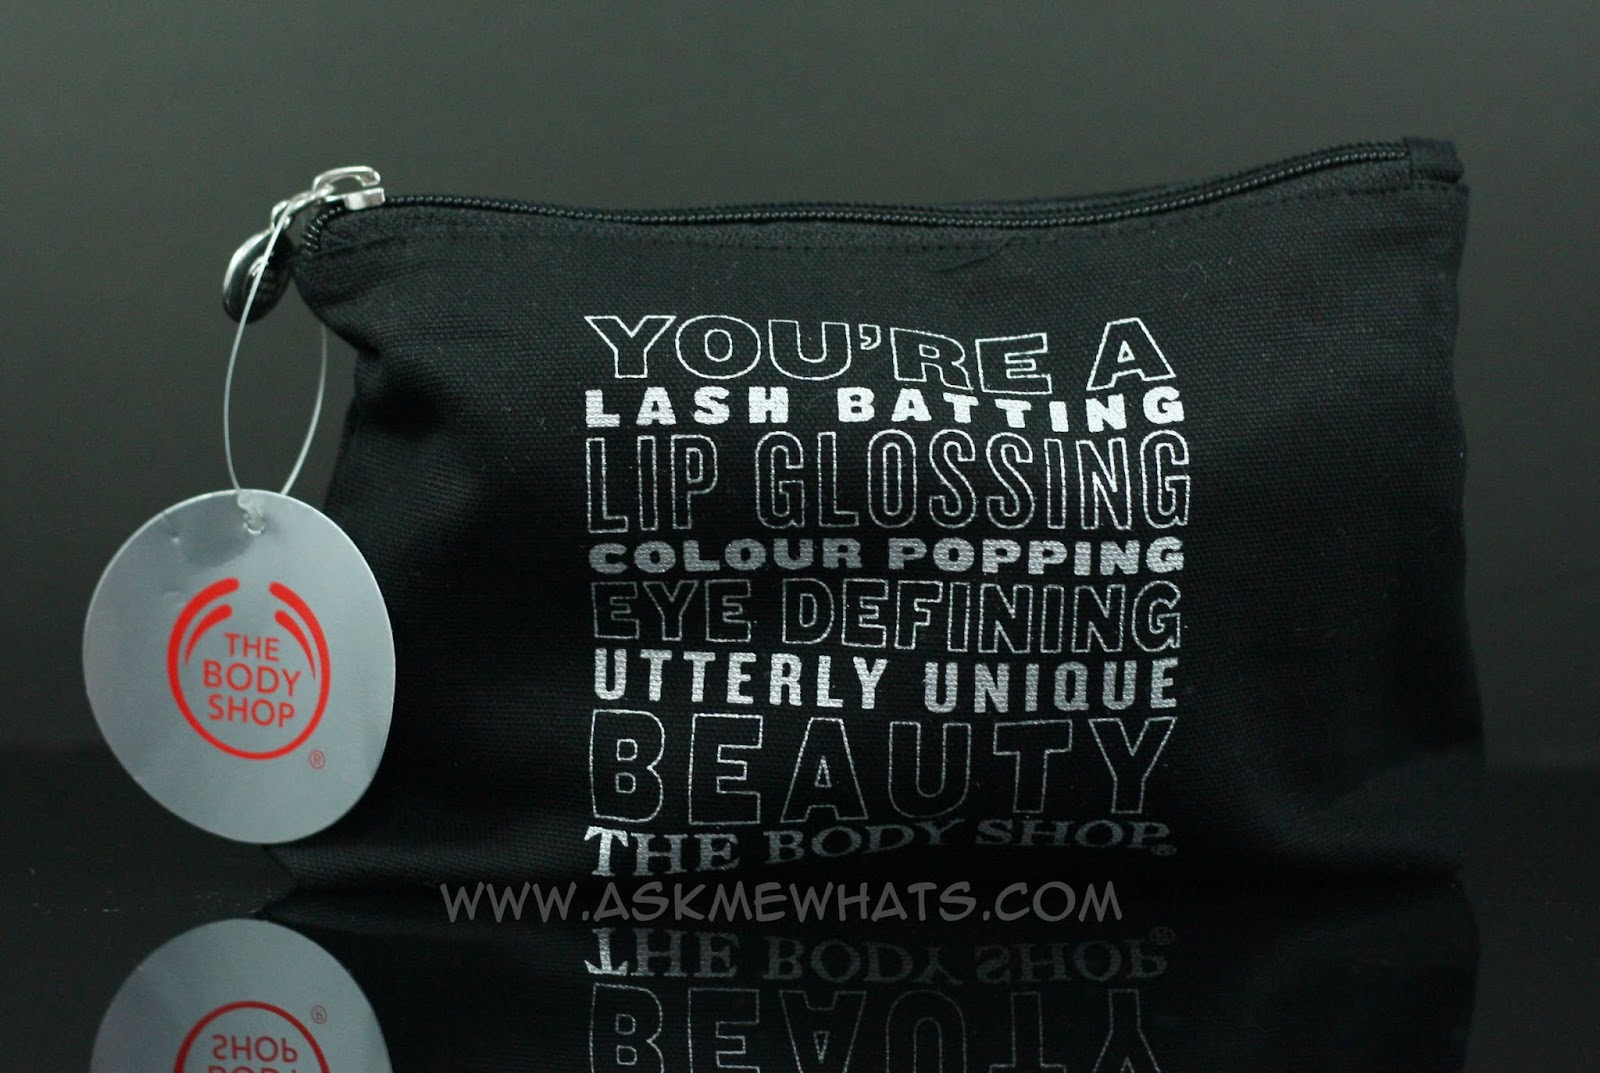 YOU'RE A
LASH BATTING
LIP GLOSSING
COLOUR POPPING
EYE DEFINING
UTTERLY UNIQUE
BEAUTY
THE BODY SHOP®
THE
BODY
SHOP
®
WWW.ASKMEWHATS.COM